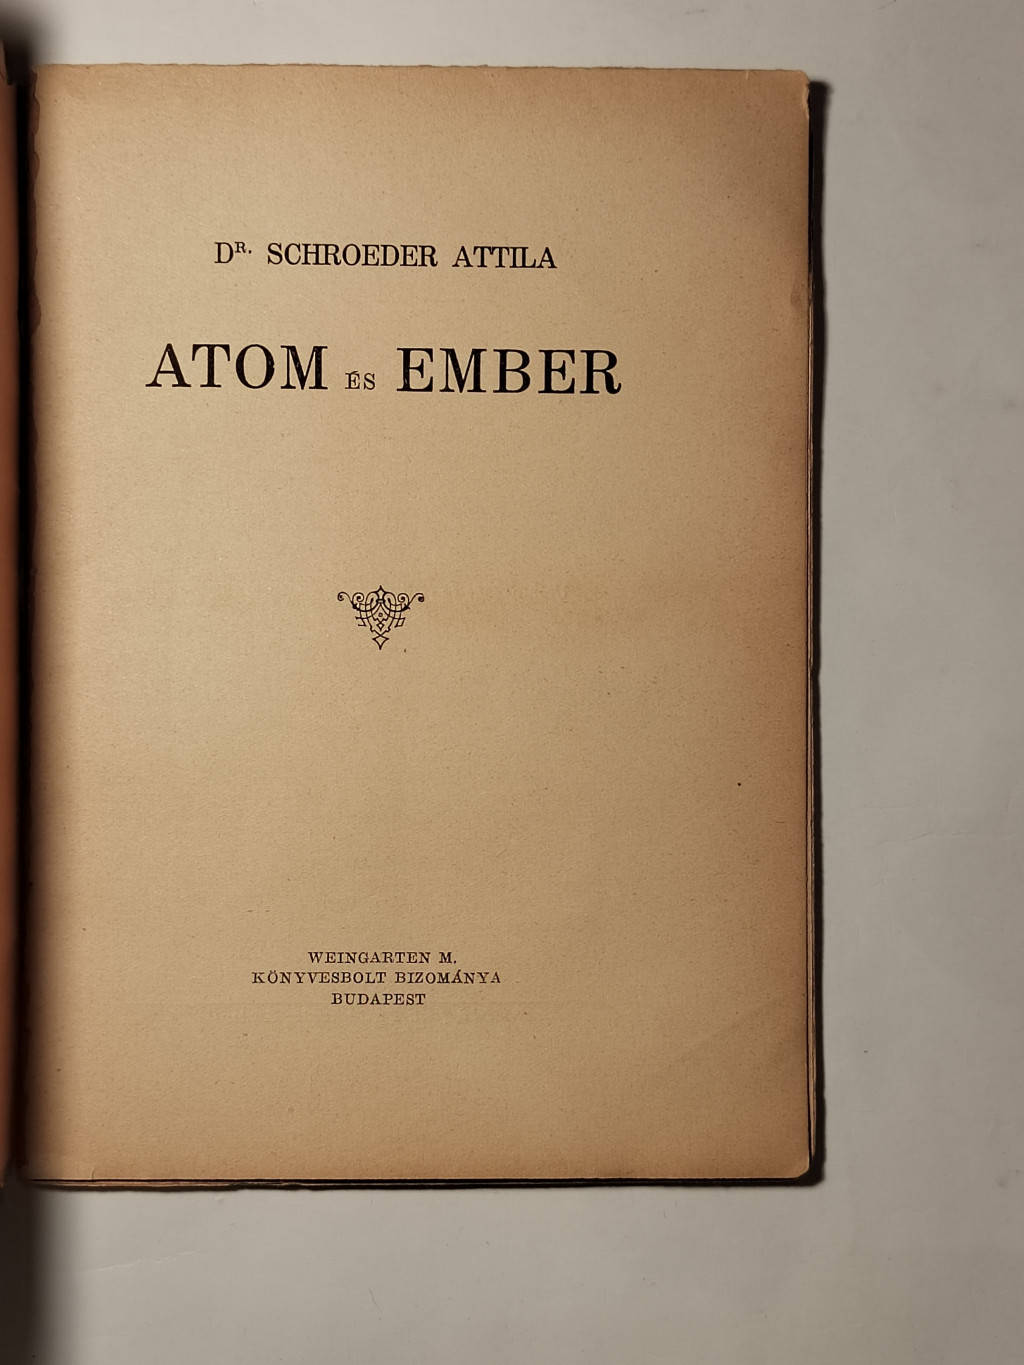 DR. SCHROEDER ATTILA
ATOM ÉS EMBER
WEINGARTEN M.
KÖNYVESBOLT BIZOMÁNYA
BUDAPEST